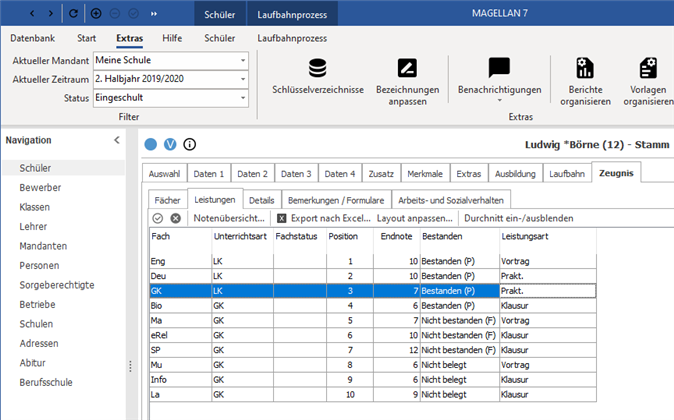 Schüler Laufbahnprozess MAGELLAN 7
Datenbank Start Extras Hilfe Schüler Laufbahnprozess
Aktueller Mandant Meine Schule
Aktueller Zeitraum 2. Halbjahr 2019/2020
Status Eingeschult
Filter
Schlüsselverzeichnisse
Bezeichnungen anpassen
Benachrichtigungen
Berichte organisieren
Vorlagen organisieren
Extras
Navigation
Schüler
Bewerber
Klassen
Lehrer
Mandanten
Personen
Sorgeberechtigte
Betriebe
Schulen
Adressen
Abitur
Berufsschule
V i Ludwig *Börne (12) - Stamm
Auswahl Daten 1 Daten 2 Daten 3 Daten 4 Zusatz Merkmale Extras Ausbildung Laufbahn Zeugnis
Fächer Leistungen Details Bemerkungen / Formulare Arbeits- und Sozialverhalten
Notenübersicht... X Export nach Excel... Layout anpassen... Durchnitt ein-/ausblenden
Fach Unterrichtsart Fachstatus Position Endnote Bestanden Leistungsart
Eng LK 1 10 Bestanden (P) Vortrag
Deu LK 2 10 Bestanden (P) Prakt.
GK LK 3 7 Bestanden (P) Prakt.
Bio GK 4 6 Bestanden (P) Klausur
Ma GK 5 7 Nicht bestanden (F) Vortrag
eRel GK 6 10 Nicht bestanden (F) Klausur
SP GK 7 12 Nicht bestanden (F) Klausur
Mu GK 8 6 Nicht belegt Vortrag
Info GK 9 6 Nicht belegt Klausur
La GK 10 9 Nicht belegt Klausur